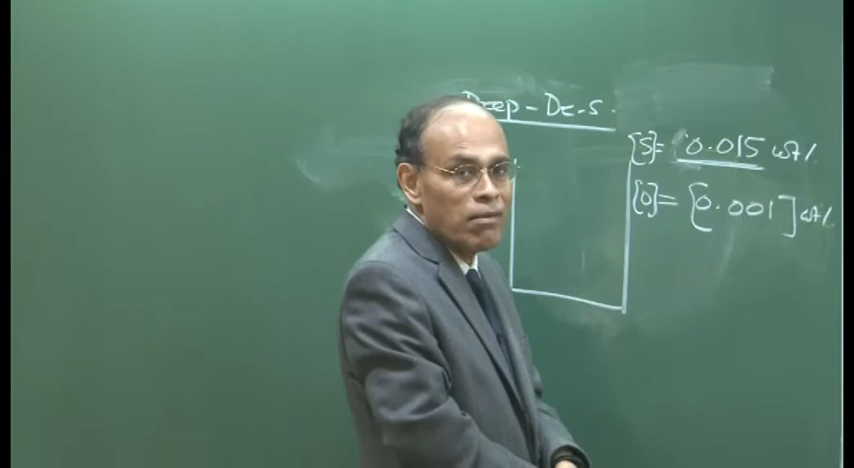 Deep-De-S.
[S]= 0.015 wt/.
[O]= [0.001] wt/.